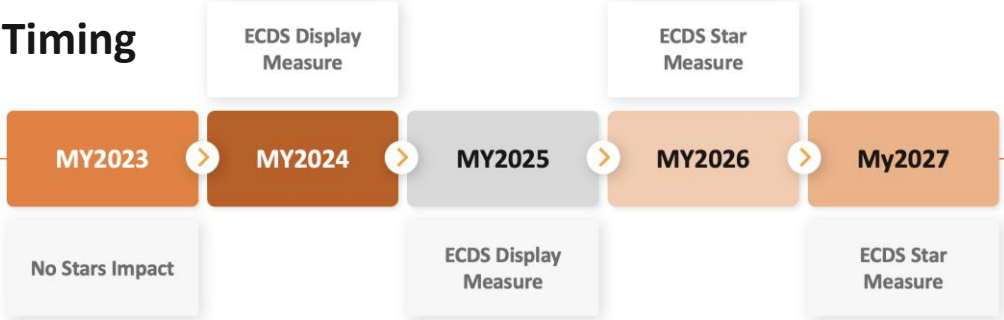 Timing
ECDS Display
Measure
ECDS Star
Measure
MY2023
MY2024
MY2025
MY2026
My2027
No Stars Impact
ECDS Display
Measure
ECDS Star
Measure